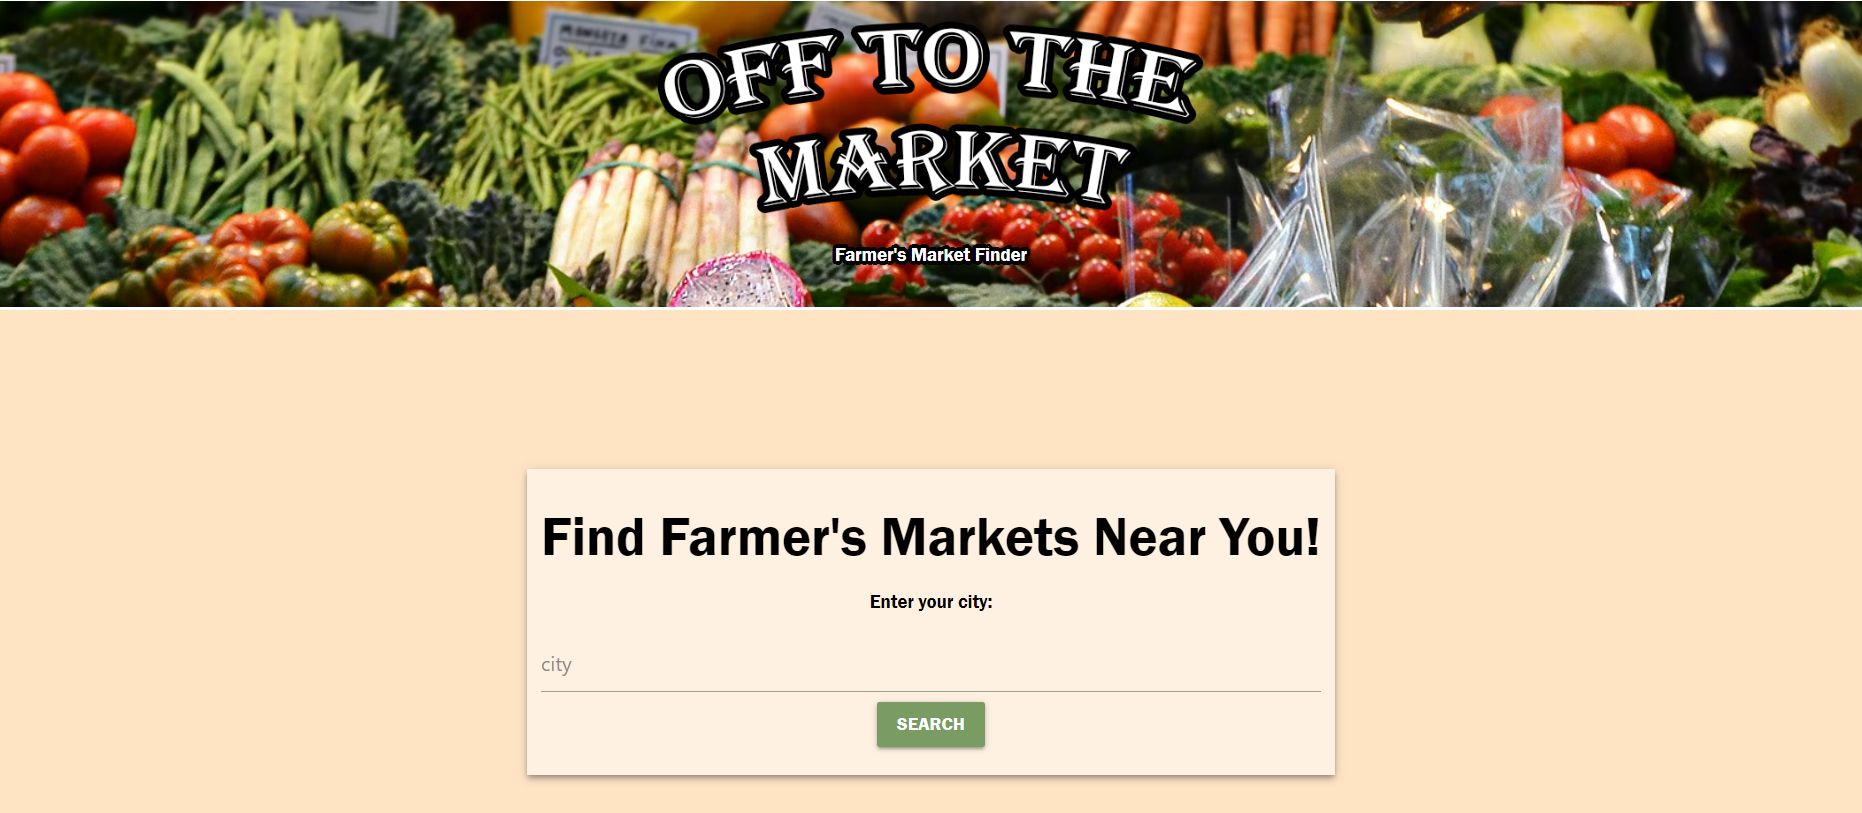 OFF TO THE
MARKET
Farmer's Market Finder
Find Farmer's Markets Near You!
Enter your city:
city
SEARCH